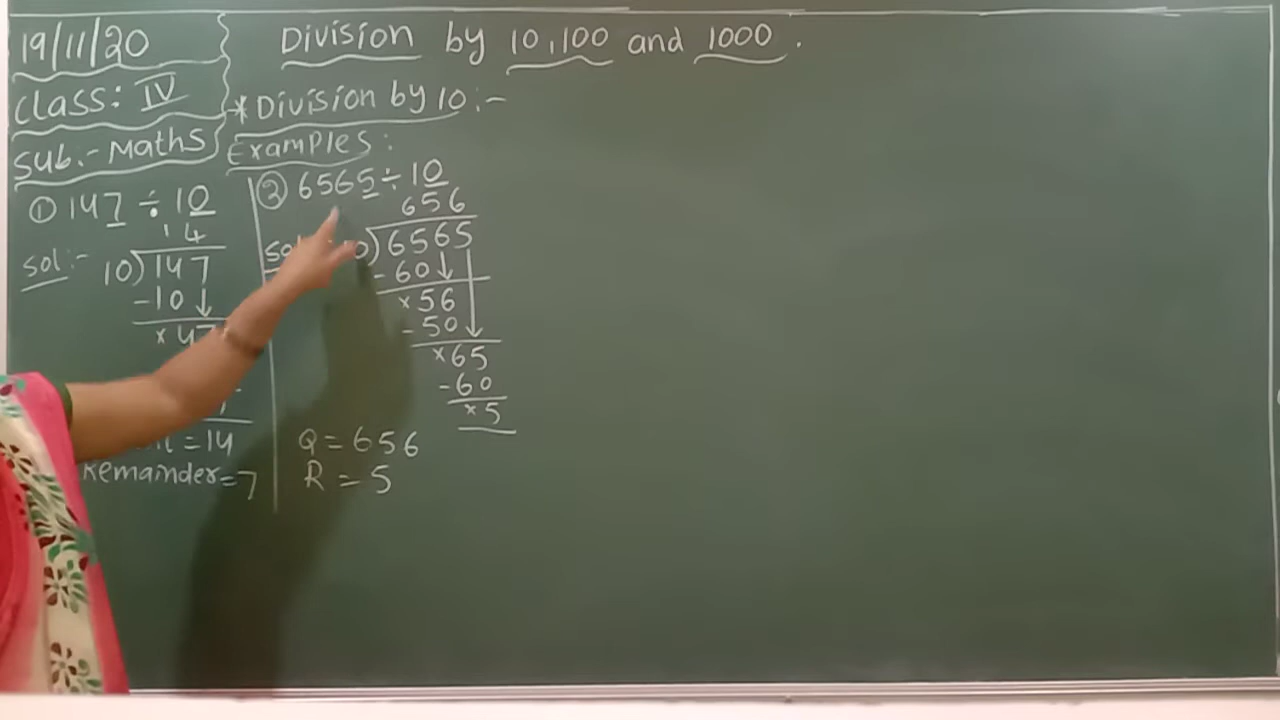 19/11/20
Class: IV
Sub:- Maths
Division by 10,100 and 1000 .
* Division by 10:-
Examples:
① 147 ÷ 10
14
Sol:- 10)147
-10↓
×47
= 14
Remainder=7
② 6565 ÷ 10
656
10)6565
-60↓
×56
-50
×65
-60
×5
Q = 656
R = 5